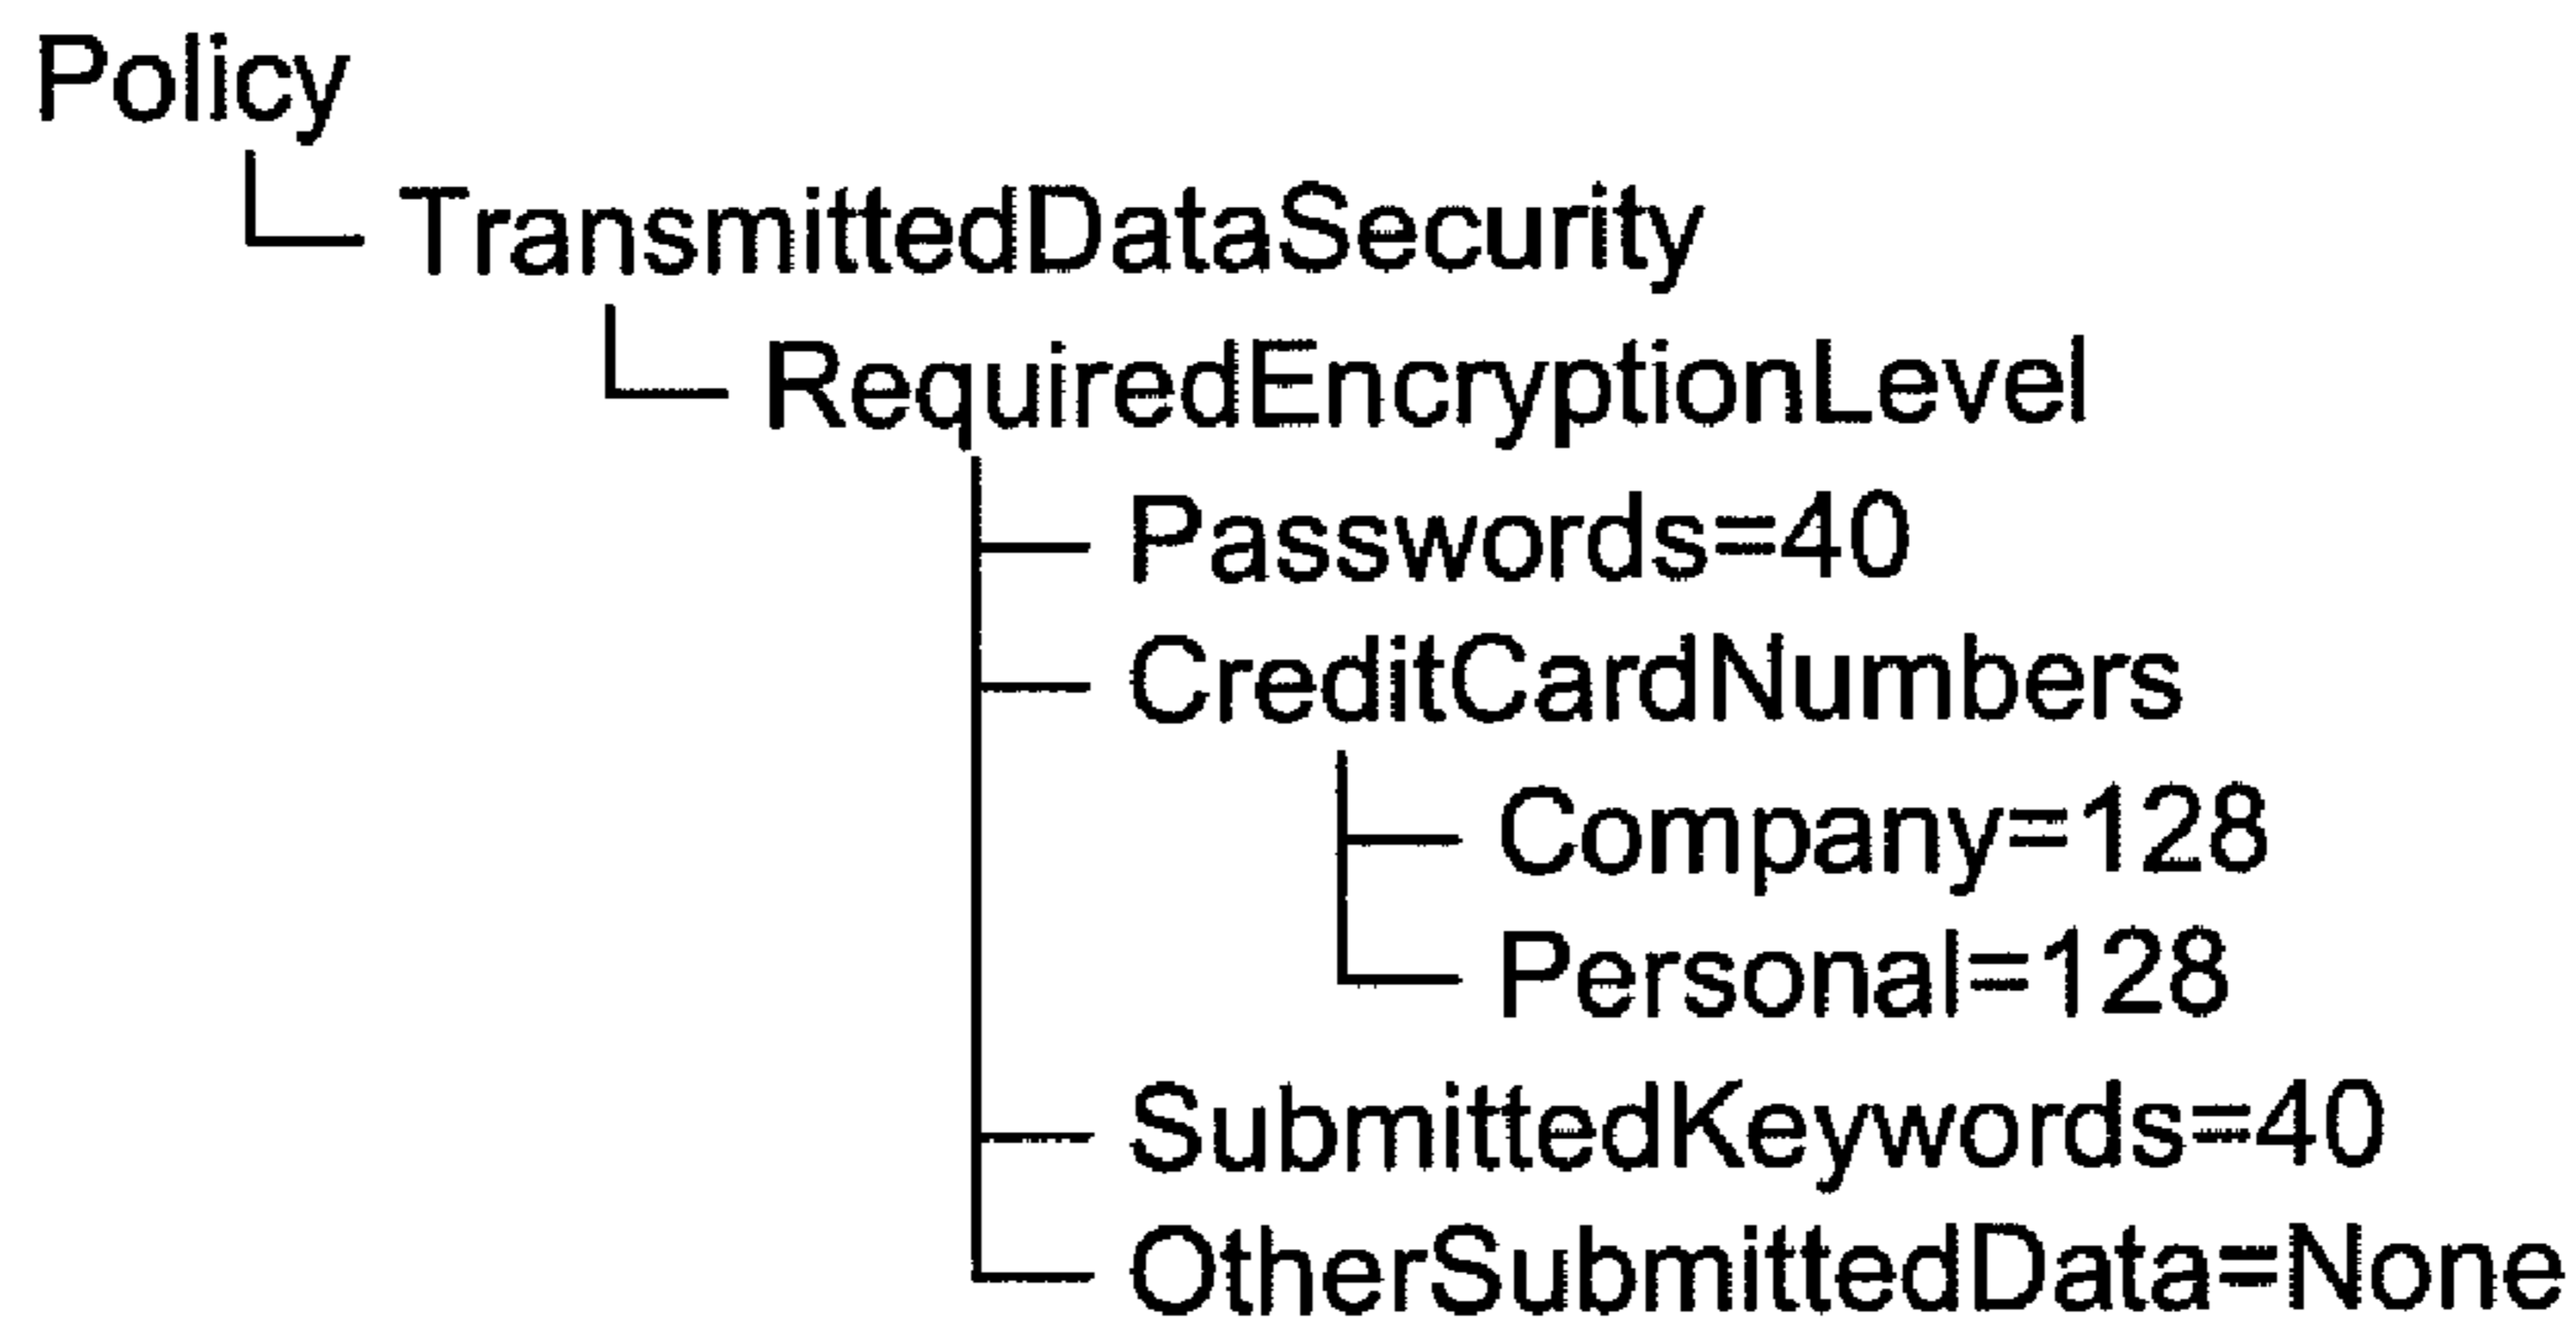 Policy
TransmittedDataSecurity
RequiredEncryptionLevel
Passwords=40
CreditCardNumbers
Company=128
Personal=128
SubmittedKeywords=40
OtherSubmittedData=None